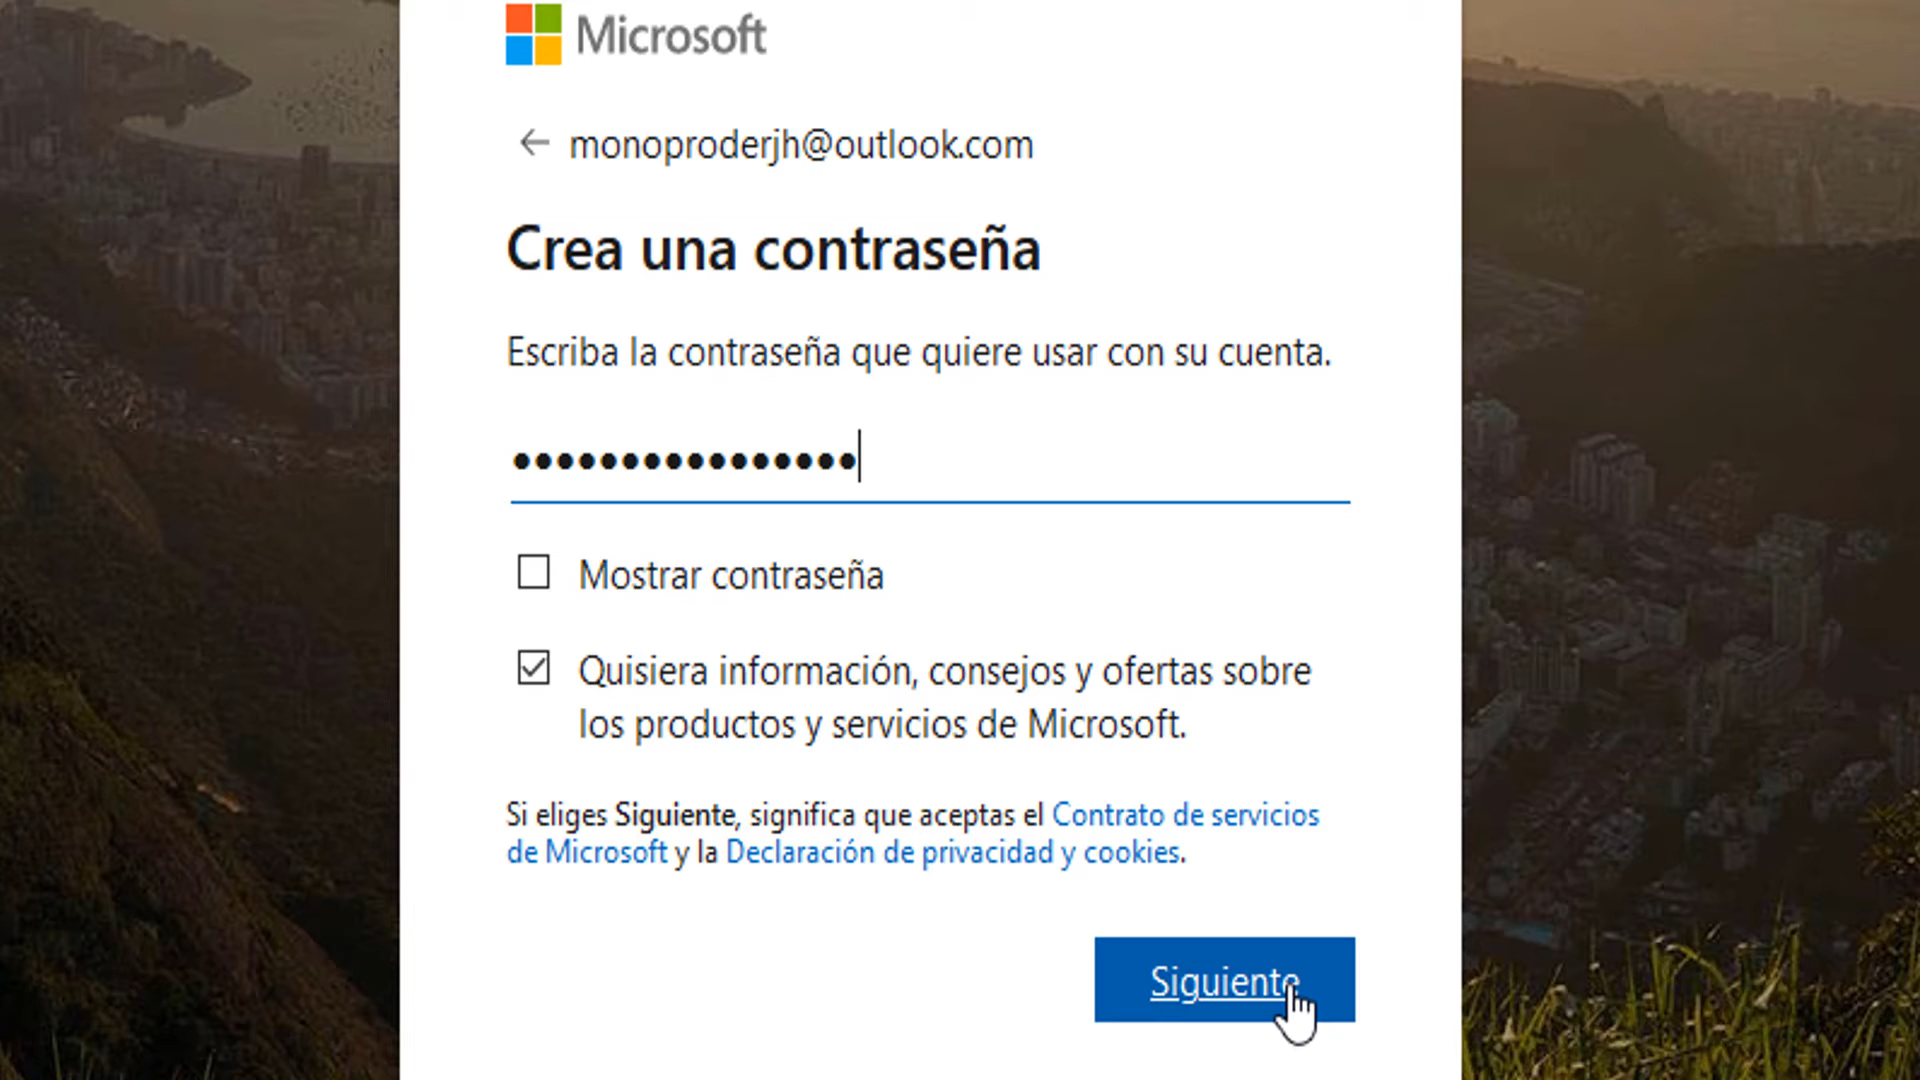 Microsoft
monoproderjh@outlook.com
Crea una contraseña
Escriba la contraseña que quiere usar con su cuenta.
••••••••••••••••
Mostrar contraseña
Quisiera información, consejos y ofertas sobre
los productos y servicios de Microsoft.
Si eliges Siguiente, significa que aceptas el Contrato de servicios
de Microsoft y la Declaración de privacidad y cookies.
Siguiente